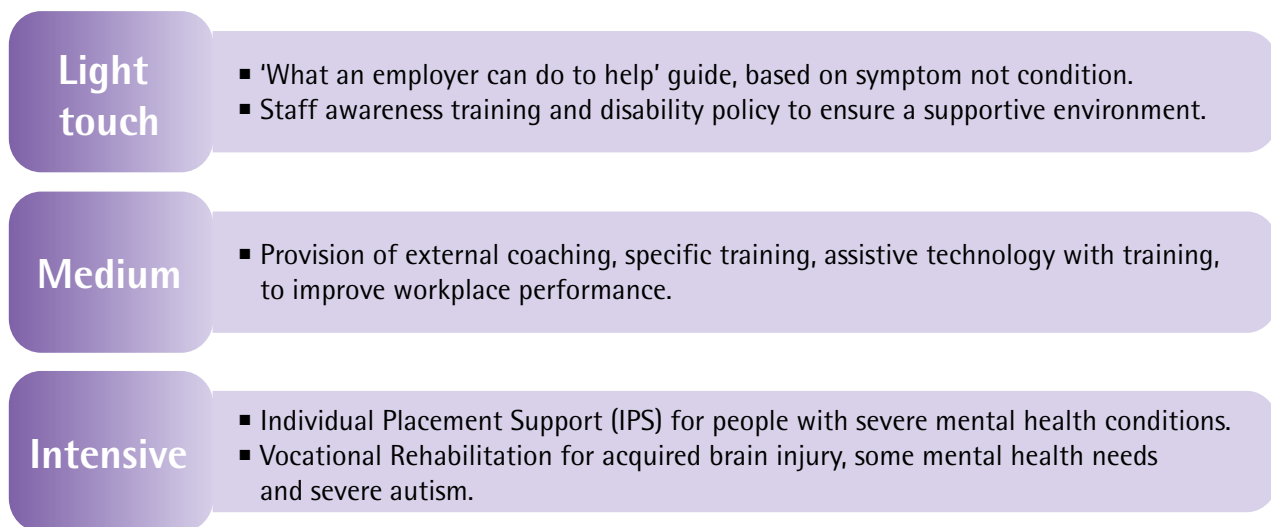 Light
touch
▪ 'What an employer can do to help' guide, based on symptom not condition.
▪ Staff awareness training and disability policy to ensure a supportive environment.
Medium
▪ Provision of external coaching, specific training, assistive technology with training,
to improve workplace performance.
Intensive
▪ Individual Placement Support (IPS) for people with severe mental health conditions.
▪ Vocational Rehabilitation for acquired brain injury, some mental health needs
and severe autism.